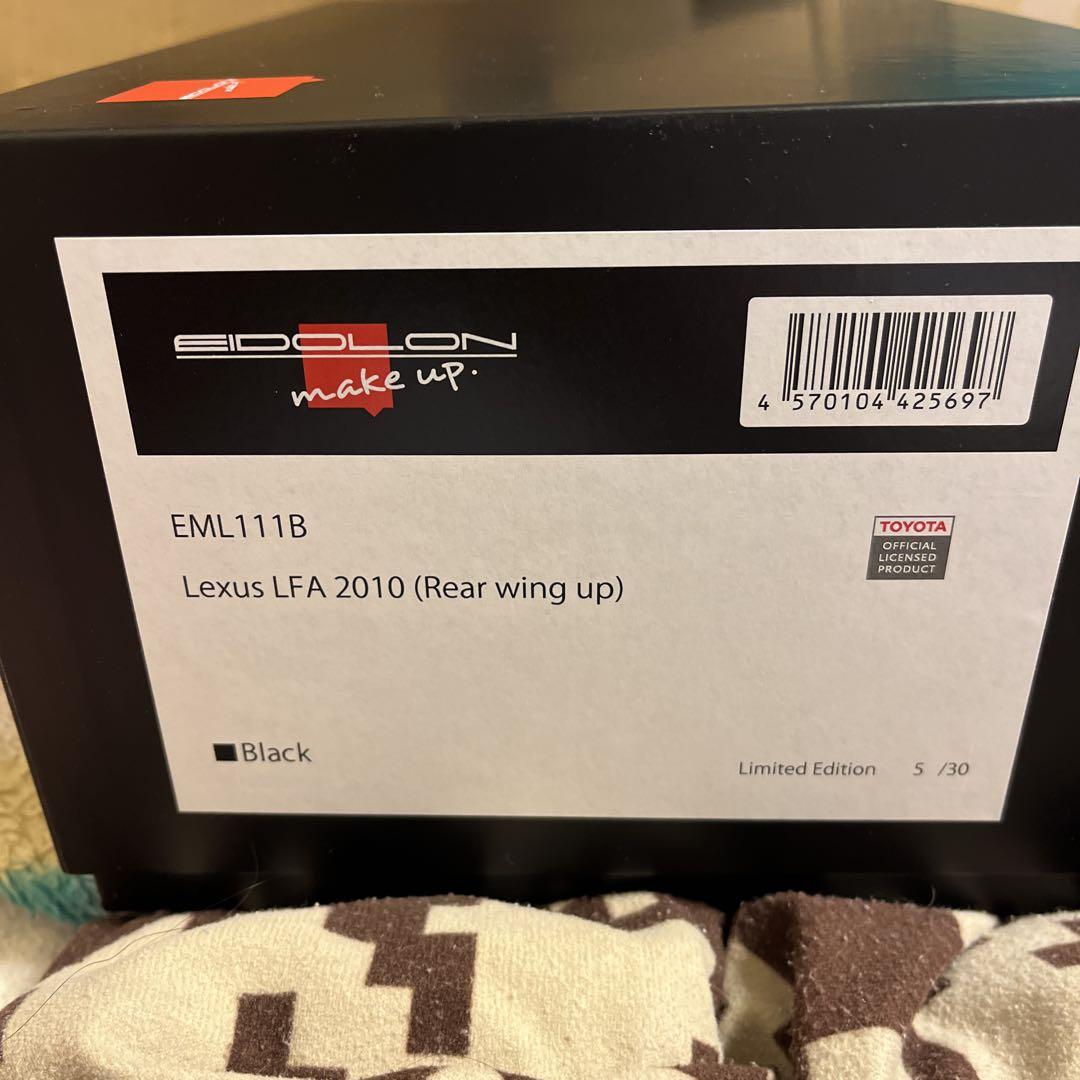 EIDOLON
make up.
4 570104 425697
EML111B
TOYOTA
OFFICIAL
LICENSED
PRODUCT
Lexus LFA 2010 (Rear wing up)
■Black
Limited Edition 5 /30